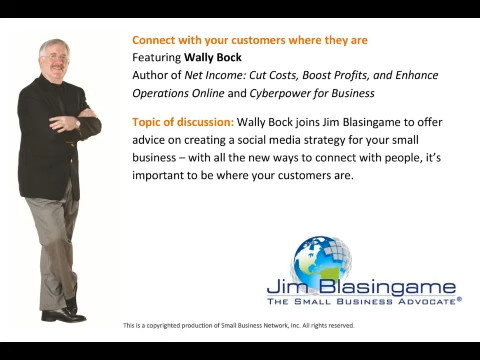 Connect with your customers where they are
Featuring Wally Bock
Author of Net Income: Cut Costs, Boost Profits, and Enhance
Operations Online and Cyberpower for Business
Topic of discussion: Wally Bock joins Jim Blasingame to offer
advice on creating a social media strategy for your small
business – with all the new ways to connect with people, it's
important to be where your customers are.
Jim Blasingame
The Small Business Advocate®
This is a copyrighted production of Small Business Network, Inc. All rights reserved.